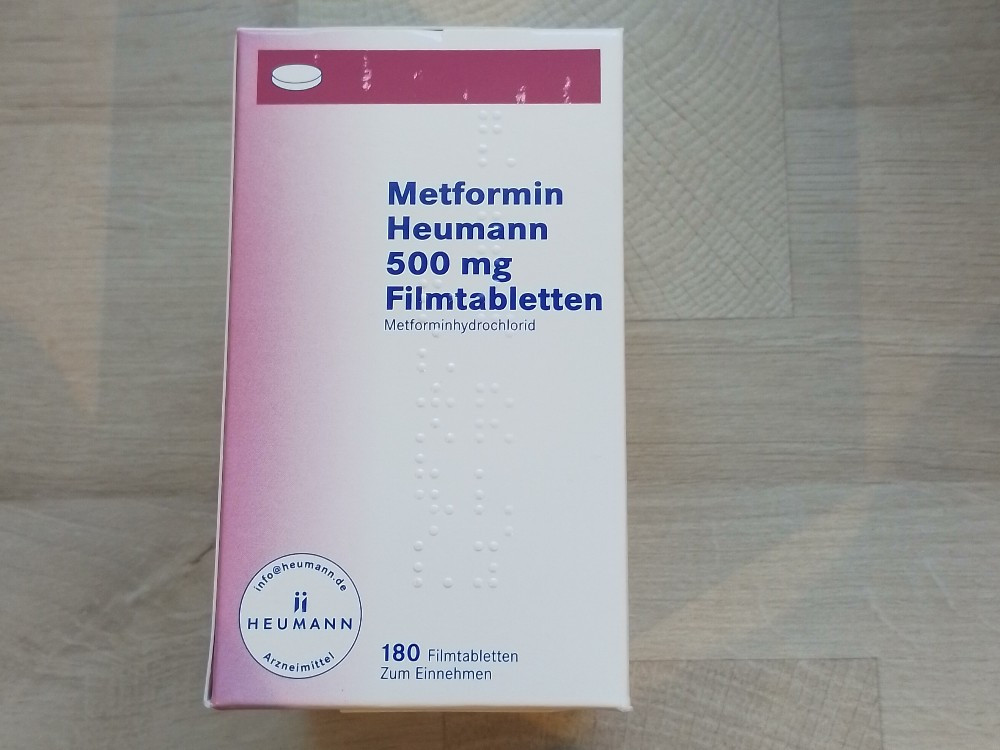 Metformin
Heumann
500 mg
Filmtabletten
Metforminhydrochlorid
info@heumann.de
HEUMANN
Arzneimittel
180 Filmtabletten
Zum Einnehmen